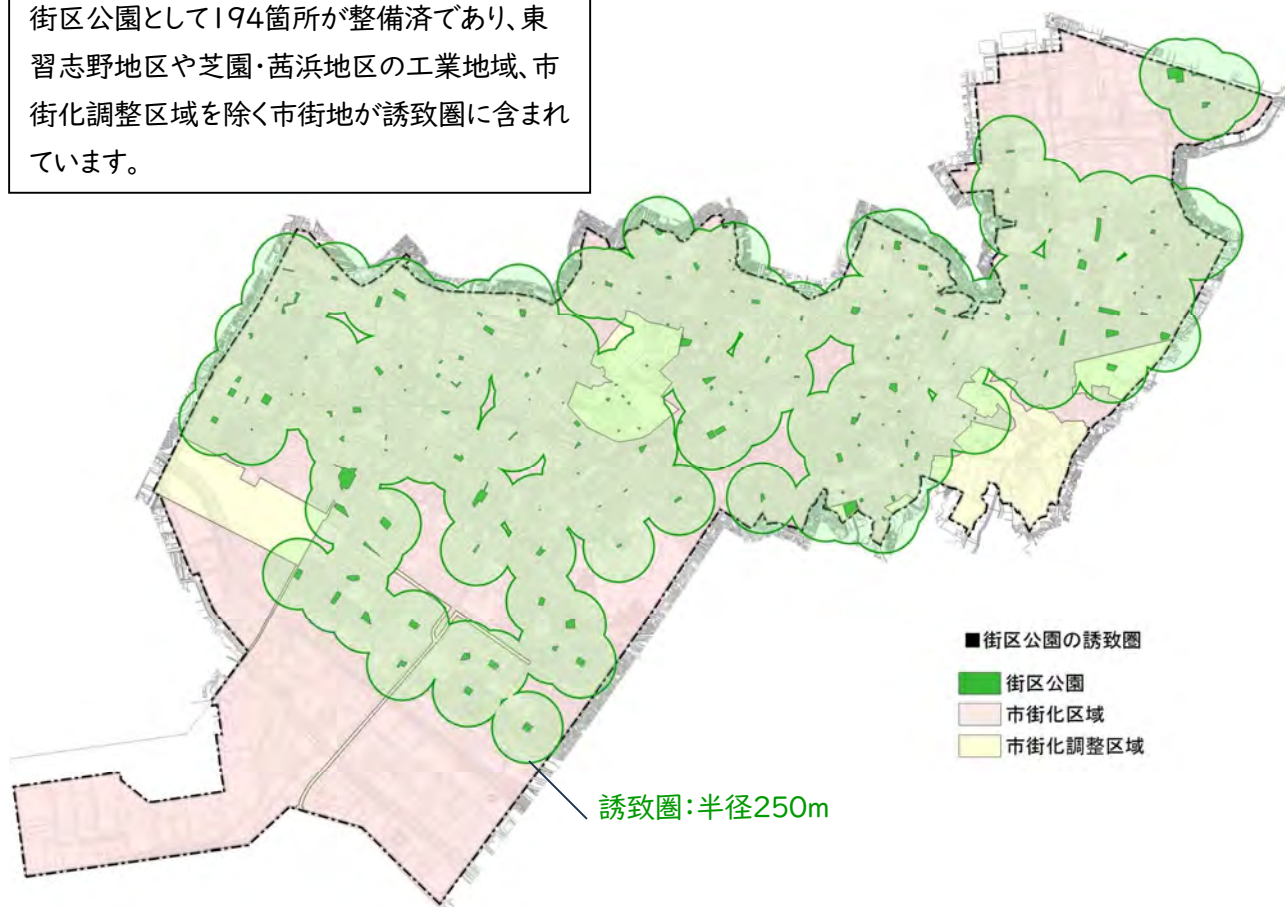 街区公園として194箇所が整備済であり、東
習志野地区や芝園・茜浜地区の工業地域、市
街化調整区域を除く市街地が誘致圏に含まれ
ています。
■街区公園の誘致圏
街区公園
市街化区域
市街化調整区域
誘致圏:半径250m